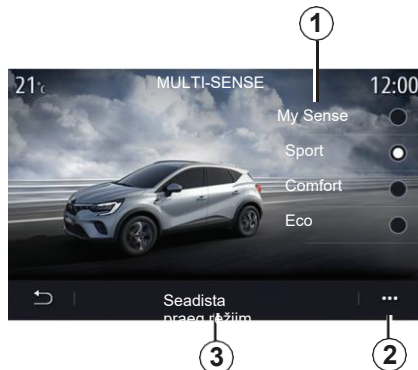 1
21°c MULTI-SENSE 12:00
My Sense
Sport
Comfort
Eco
Seadista
praeg režiim
3
2